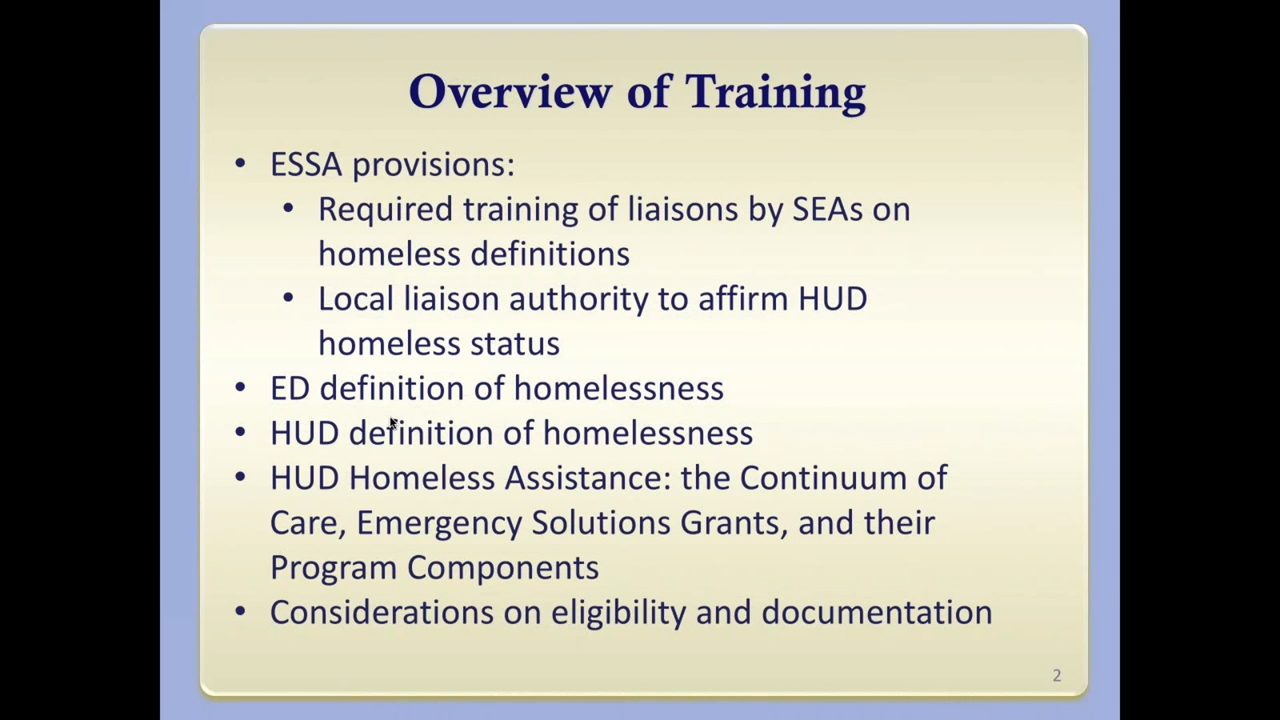 Overview of Training
• ESSA provisions:
• Required training of liaisons by SEAs on
homeless definitions
• Local liaison authority to affirm HUD
homeless status
• ED definition of homelessness
• HUD definition of homelessness
• HUD Homeless Assistance: the Continuum of
Care, Emergency Solutions Grants, and their
Program Components
• Considerations on eligibility and documentation
2